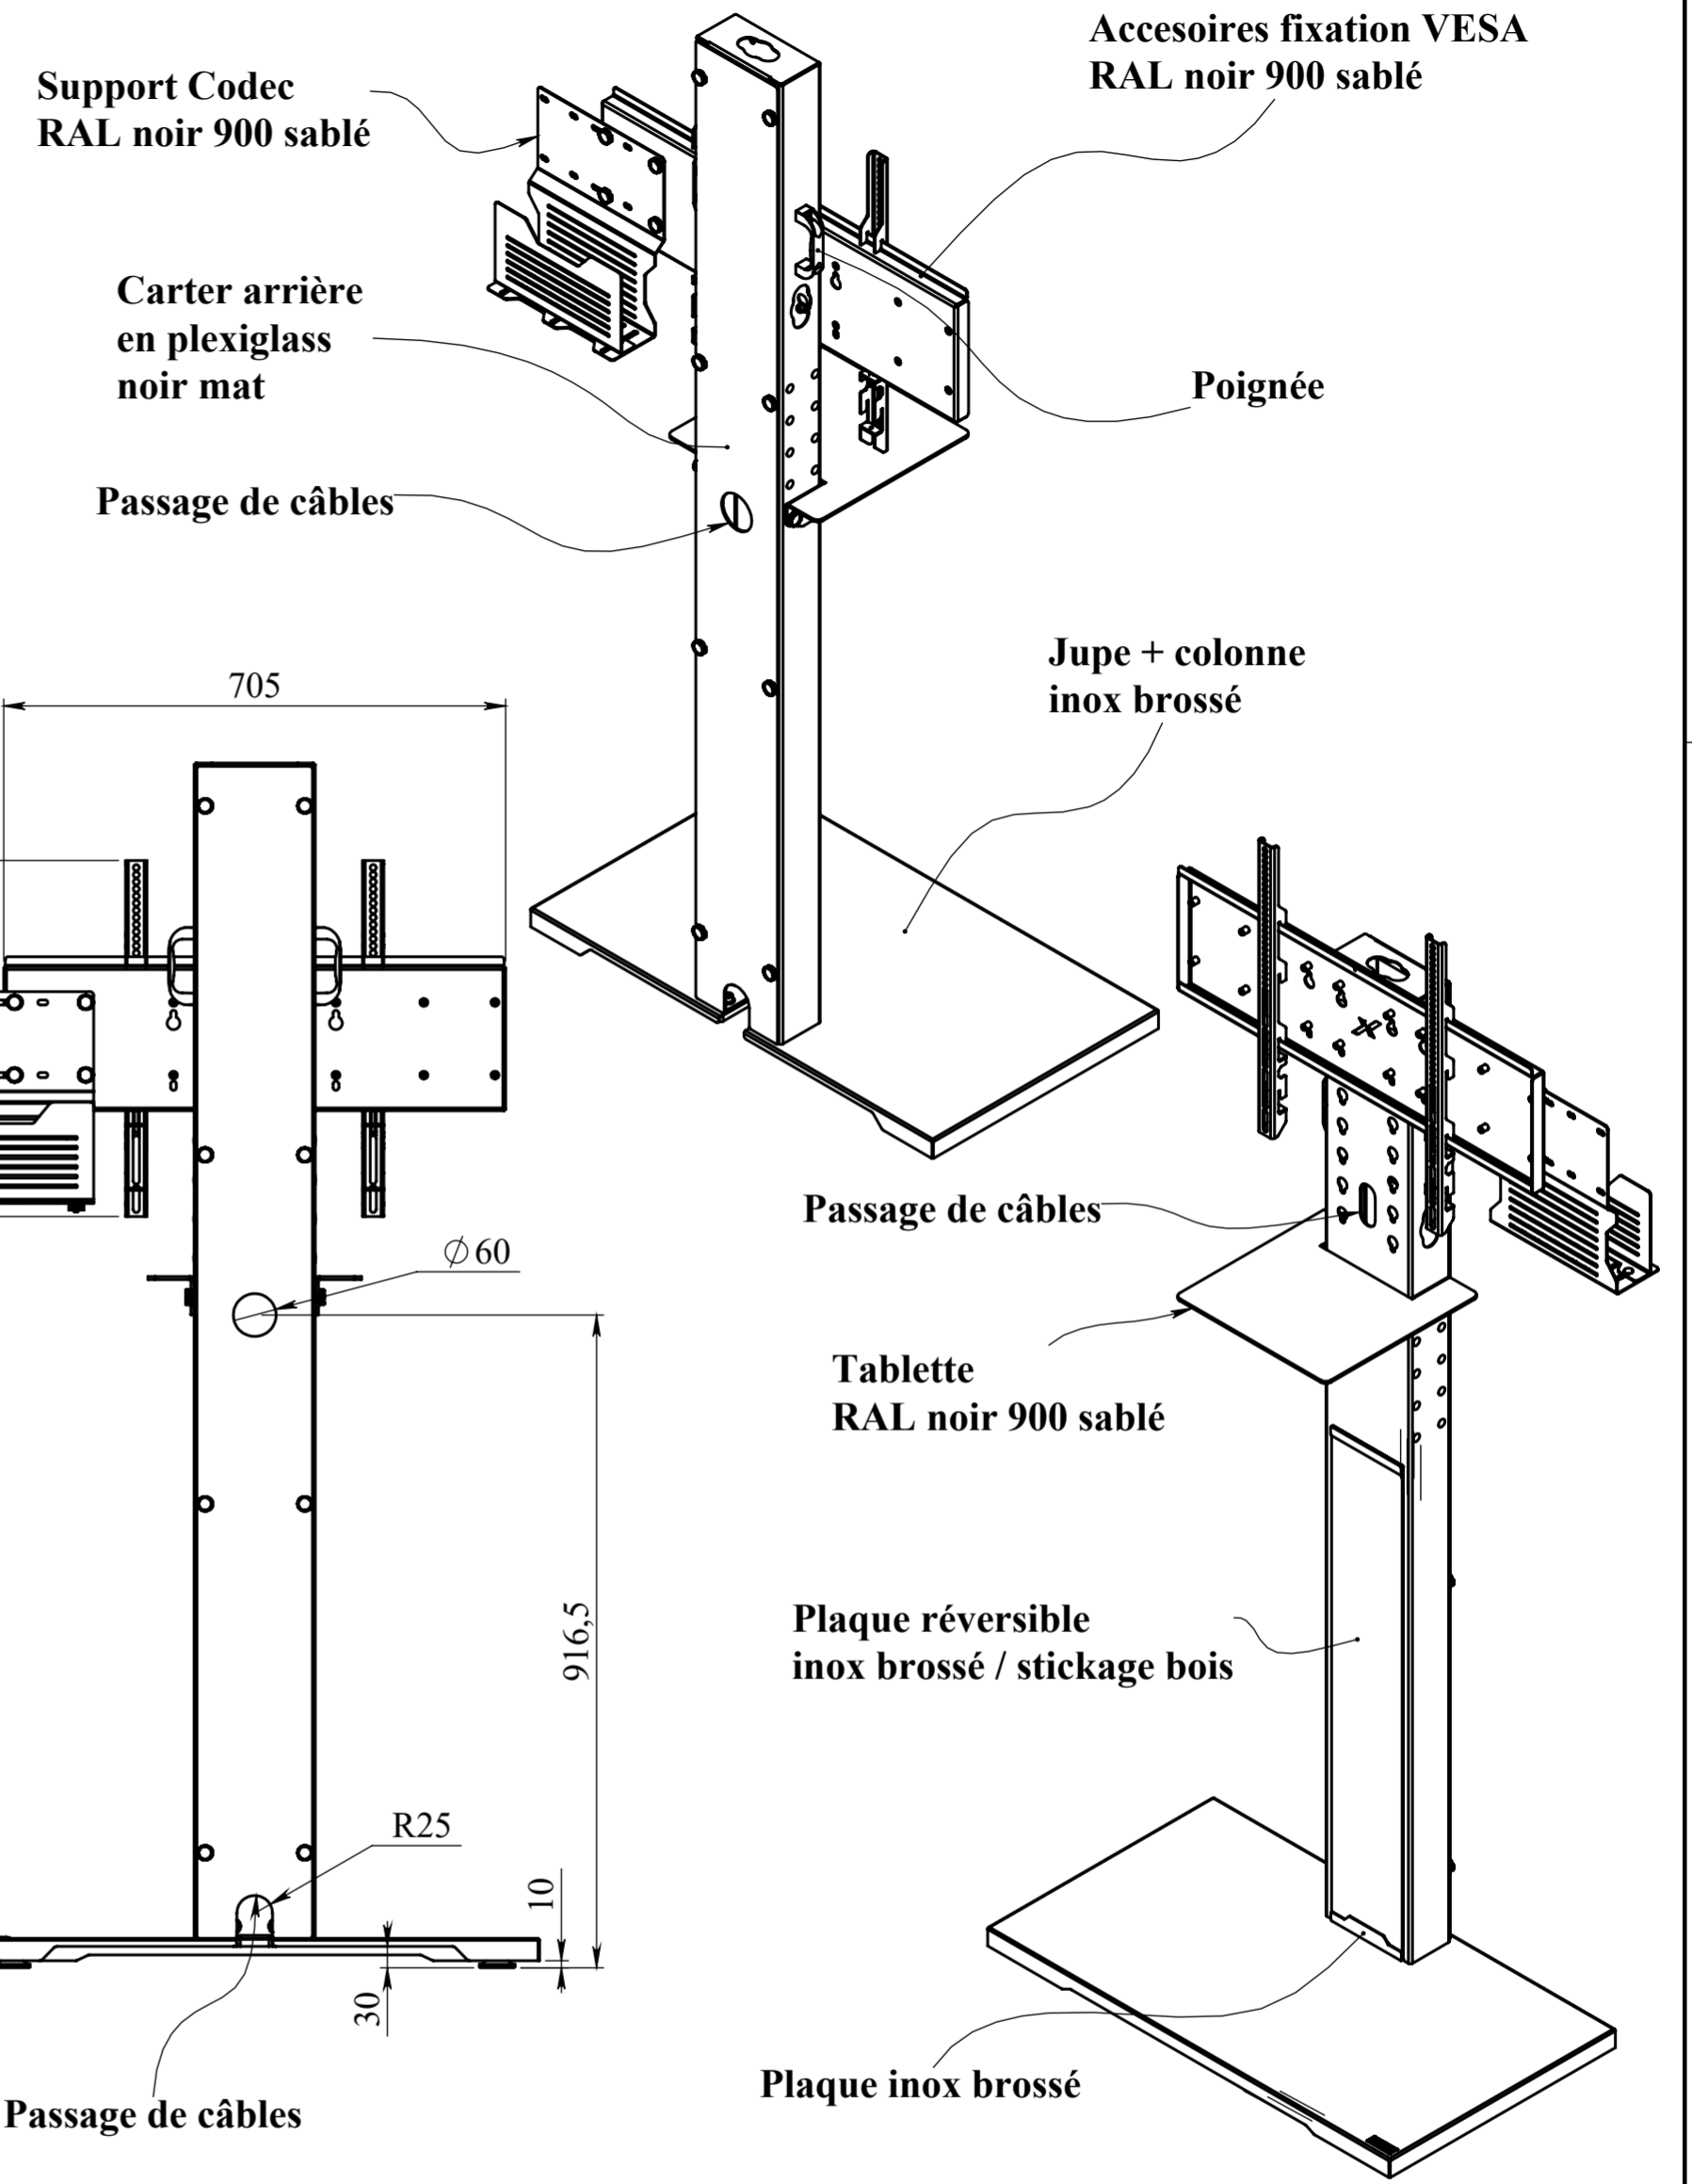 Accesoires fixation VESA
RAL noir 900 sablé
Support Codec
RAL noir 900 sablé
Carter arrière
en plexiglass
noir mat
Poignée
Passage de câbles
Jupe + colonne
inox brossé
705
Passage de câbles
∅60
Tablette
RAL noir 900 sablé
916,5
Plaque réversible
inox brossé / stickage bois
R25
10
30
Plaque inox brossé
Passage de câbles